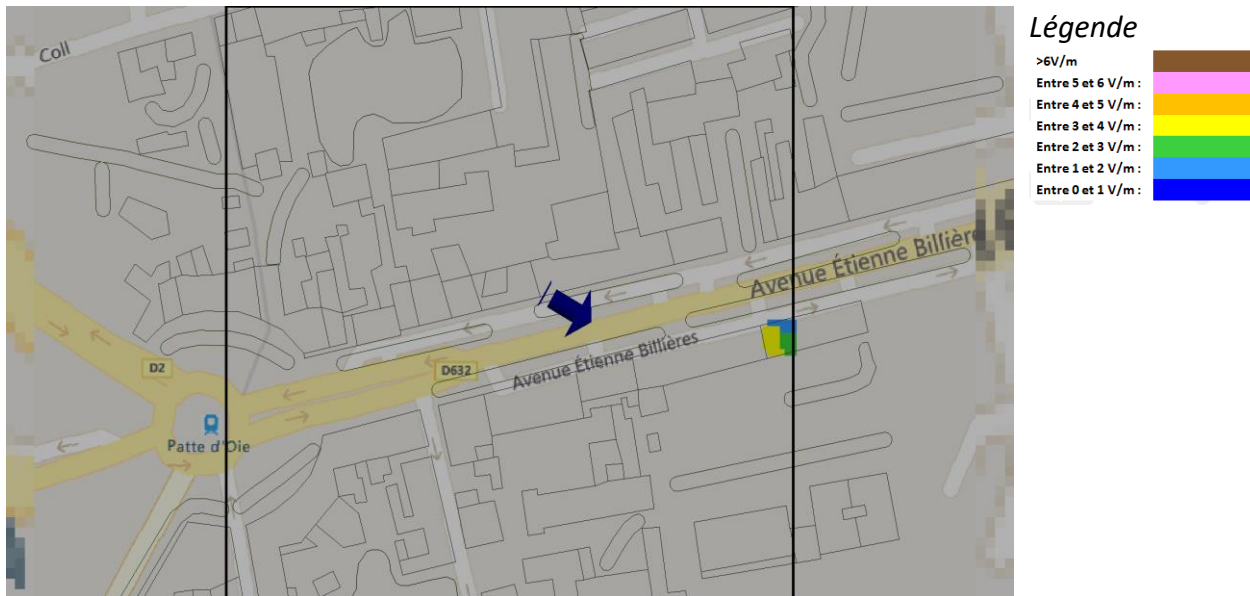 Coll
Avenue Étienne Billière
Avenue Étienne Billières
D2
D632
Patte d'Oie
Légende
>6V/m
Entre 5 et 6 V/m :
Entre 4 et 5 V/m :
Entre 3 et 4 V/m :
Entre 2 et 3 V/m :
Entre 1 et 2 V/m :
Entre 0 et 1 V/m :